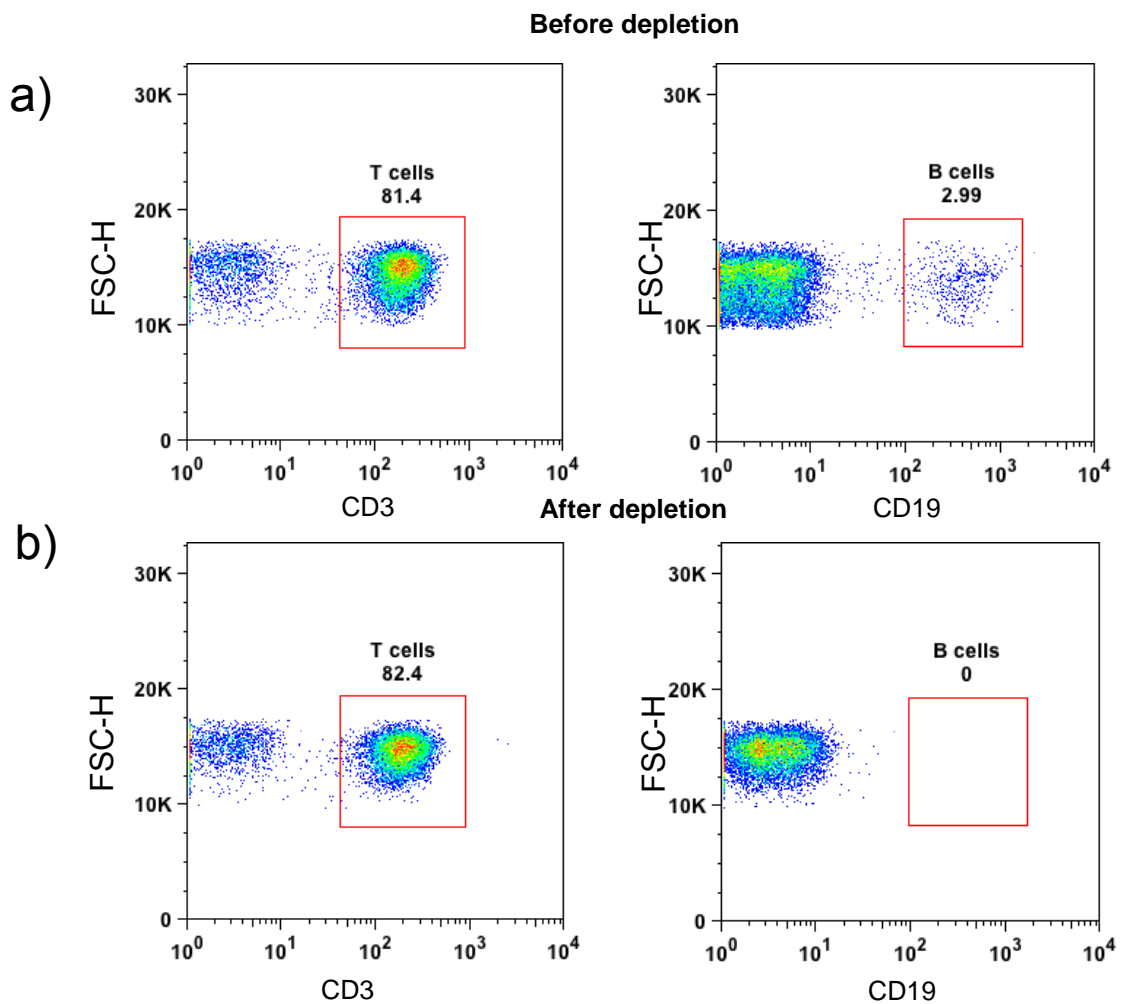 Before depletion
a)
30K
20K
10K
0
FSC-H
T cells
81.4
10^0 10^1 10^2 10^3 10^4
CD3
30K
20K
10K
0
FSC-H
B cells
2.99
10^0 10^1 10^2 10^3 10^4
CD19
After depletion
b)
30K
20K
10K
0
FSC-H
T cells
82.4
10^0 10^1 10^2 10^3 10^4
CD3
30K
20K
10K
0
FSC-H
B cells
0
10^0 10^1 10^2 10^3 10^4
CD19